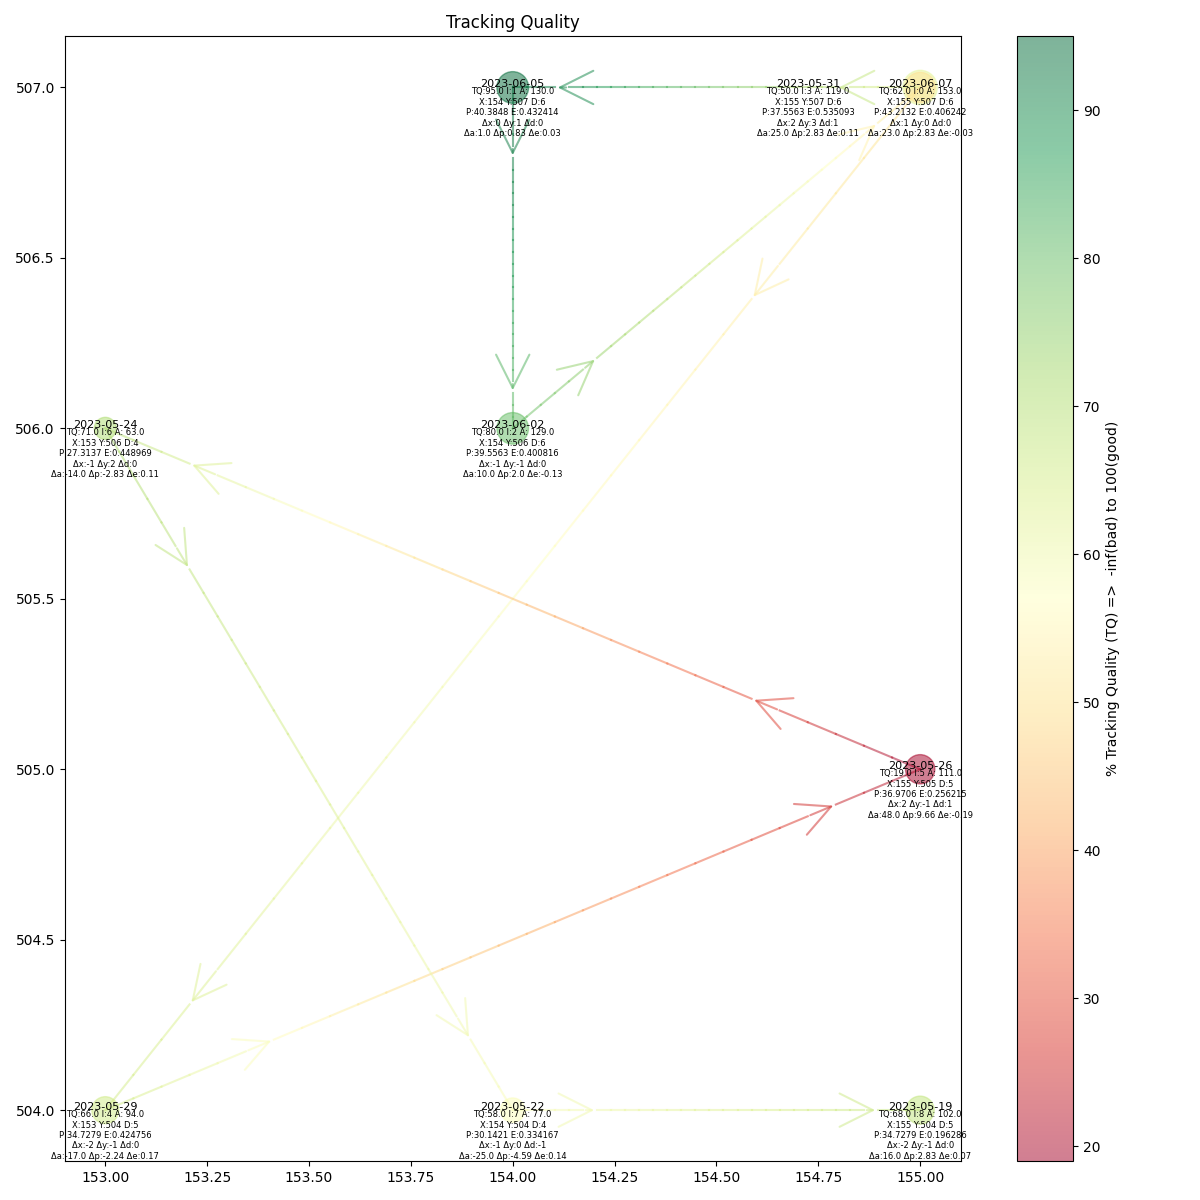 Tracking Quality
507.0
506.5
506.0
505.5
505.0
504.5
504.0
2023-06-05
TQ:95.0 I:1 A: 130.0
X:154 Y:507 D:6
P:40.3848 E:0.432414
Δx:0 Δy:1 Δd:0
Δa:1.0 Δp:0.83 Δe:0.03
2023-05-31
TQ:50.0 I:3 A: 119.0
X:155 Y:507 D:6
P:37.5563 E:0.535093
Δx:2 Δy:3 Δd:1
Δa:25.0 Δp:2.83 Δe:0.11
2023-06-07
TQ:62.0 I:0 A: 153.0
X:155 Y:507 D:6
P:43.2132 E:0.406242
Δx:1 Δy:0 Δd:0
Δa:23.0 Δp:2.83 Δe:-0.03
2023-05-24
TQ:71.0 I:6 A: 63.0
X:153 Y:506 D:4
P:27.3137 E:0.448969
Δx:-1 Δy:2 Δd:0
Δa:-14.0 Δp:-2.83 Δe:0.11
2023-06-02
TQ:80.0 I:2 A: 129.0
X:154 Y:506 D:6
P:39.5563 E:0.400816
Δx:-1 Δy:-1 Δd:0
Δa:10.0 Δp:2.0 Δe:-0.13
2023-05-26
TQ:19.0 I:5 A: 111.0
X:155 Y:505 D:5
P:36.9706 E:0.256215
Δx:2 Δy:-1 Δd:1
Δa:48.0 Δp:9.66 Δe:-0.19
2023-05-29
TQ:66.0 I:4 A: 94.0
X:153 Y:504 D:5
P:34.7279 E:0.424756
Δx:-2 Δy:-1 Δd:0
Δa:-17.0 Δp:-2.24 Δe:0.17
2023-05-22
TQ:58.0 I:7 A: 77.0
X:154 Y:504 D:4
P:30.1421 E:0.334167
Δx:-1 Δy:0 Δd:-1
Δa:-25.0 Δp:-4.59 Δe:0.14
2023-05-19
TQ:68.0 I:8 A: 102.0
X:155 Y:504 D:5
P:34.7279 E:0.196286
Δx:-2 Δy:-1 Δd:0
Δa:16.0 Δp:2.83 Δe:0.07
153.00
153.25
153.50
153.75
154.00
154.25
154.50
154.75
155.00
90
80
70
60
50
40
30
20
% Tracking Quality (TQ) => -inf(bad) to 100(good)